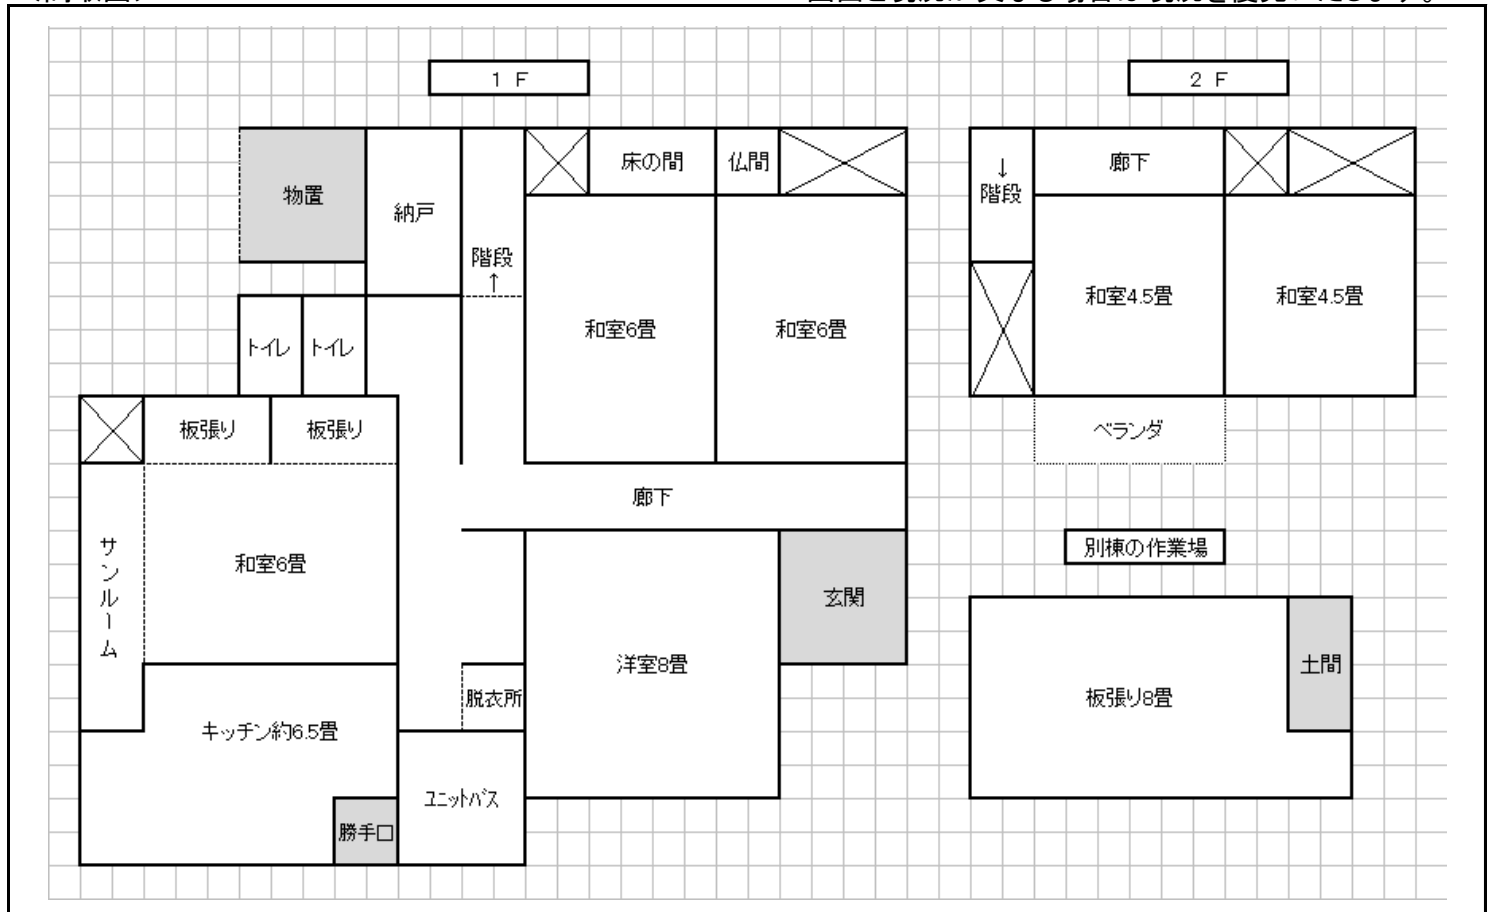 1 F
2 F
物置
納戸
階段
↑
床の間
仏間
和室6畳
和室6畳
トイレ
トイレ
板張り
板張り
サンルーム
和室6畳
廊下
玄関
洋室8畳
脱衣所
キッチン約6.5畳
ユニットバス
勝手口
↓
階段
廊下
和室4.5畳
和室4.5畳
ベランダ
別棟の作業場
板張り8畳
土間